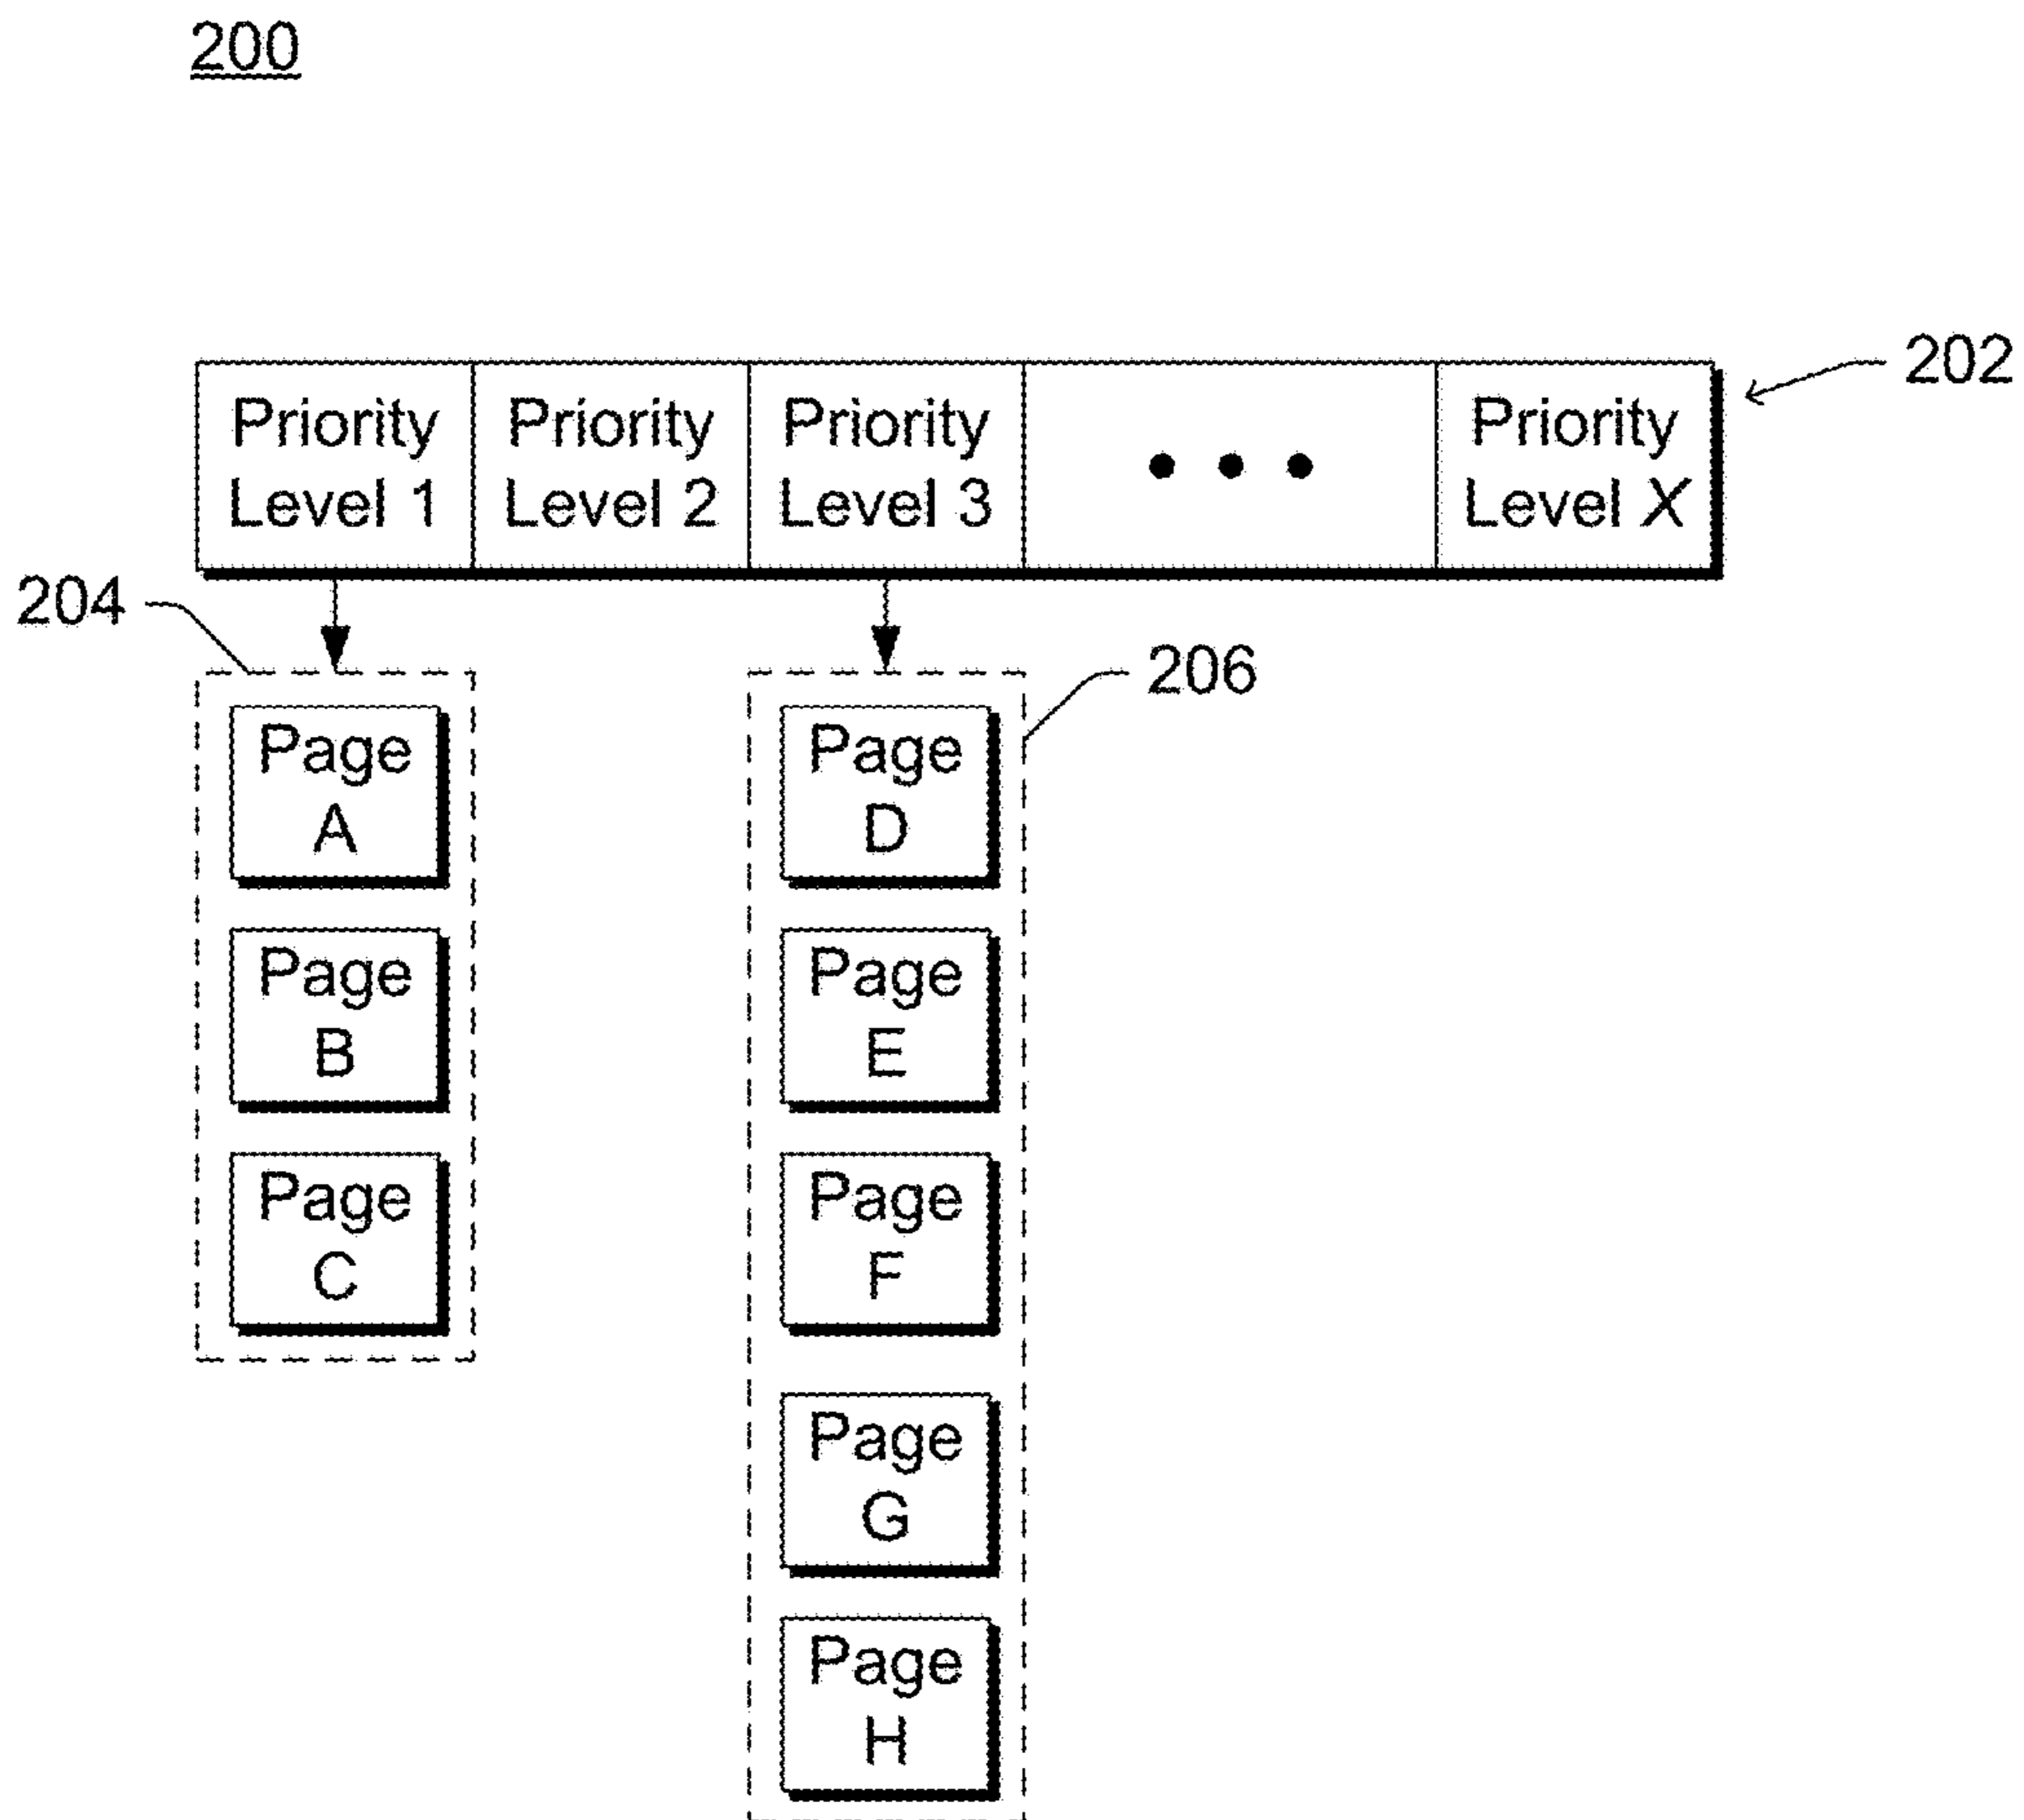 200
202
Priority
Level 1
Priority
Level 2
Priority
Level 3
• • •
Priority
Level X
204
206
Page
A
Page
B
Page
C
Page
D
Page
E
Page
F
Page
G
Page
H